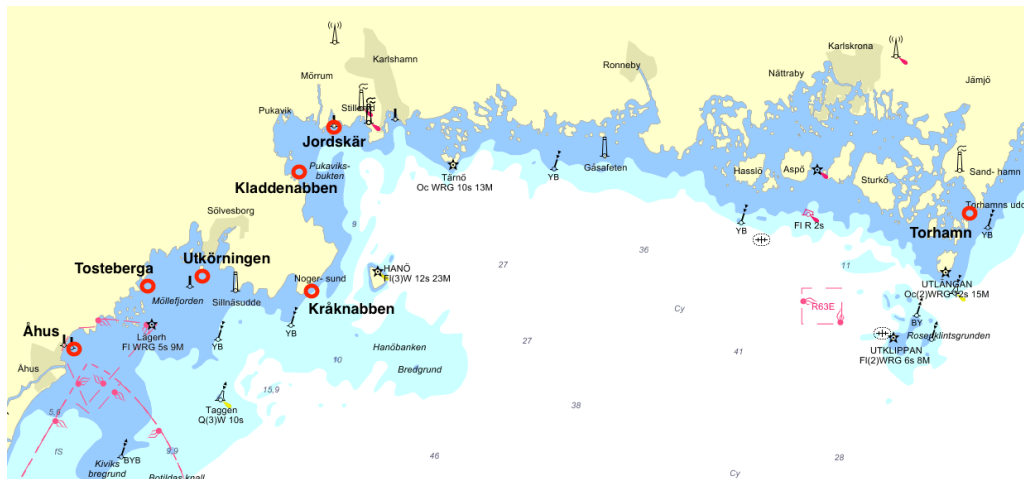 Karlskrona
Karlshamn
Ronneby
Nättraby
Mörrum
Jämjö
Pukavik
Jordskär
Pukaviks-
bukten
Tärnö
Oc WRG 10s 13M
YB
Gåsafeten
Hasslö
Aspö
Sturkö
Sand- hamn
Kladdenabben
Torhamns udde
Sölvesborg
9
YB
Fl R 2s
Torhamn
YB
36
Utkörningen
Tosteberga
HANÖ
Fl(3)W 12s 23M
27
11
Noger- sund
UTLÄNGAN
Oc(2)WRG 12s 15M
Möllefjorden
Sillnäsudde
Kråknabben
Cy
R63E
BY
Åhus
Lägerh
Fl WRG 5s 9M
YB
YB
Hanöbanken
27
10
41
UTKLIPPAN
Fl(2)WRG 6s 8M
Åhus
Bredgrund
15,9
38
5,9
Taggen
Q(3)W 10s
fS
9,9
BYB
46
28
Kiviks
bregrund
Botildas knall
Cy